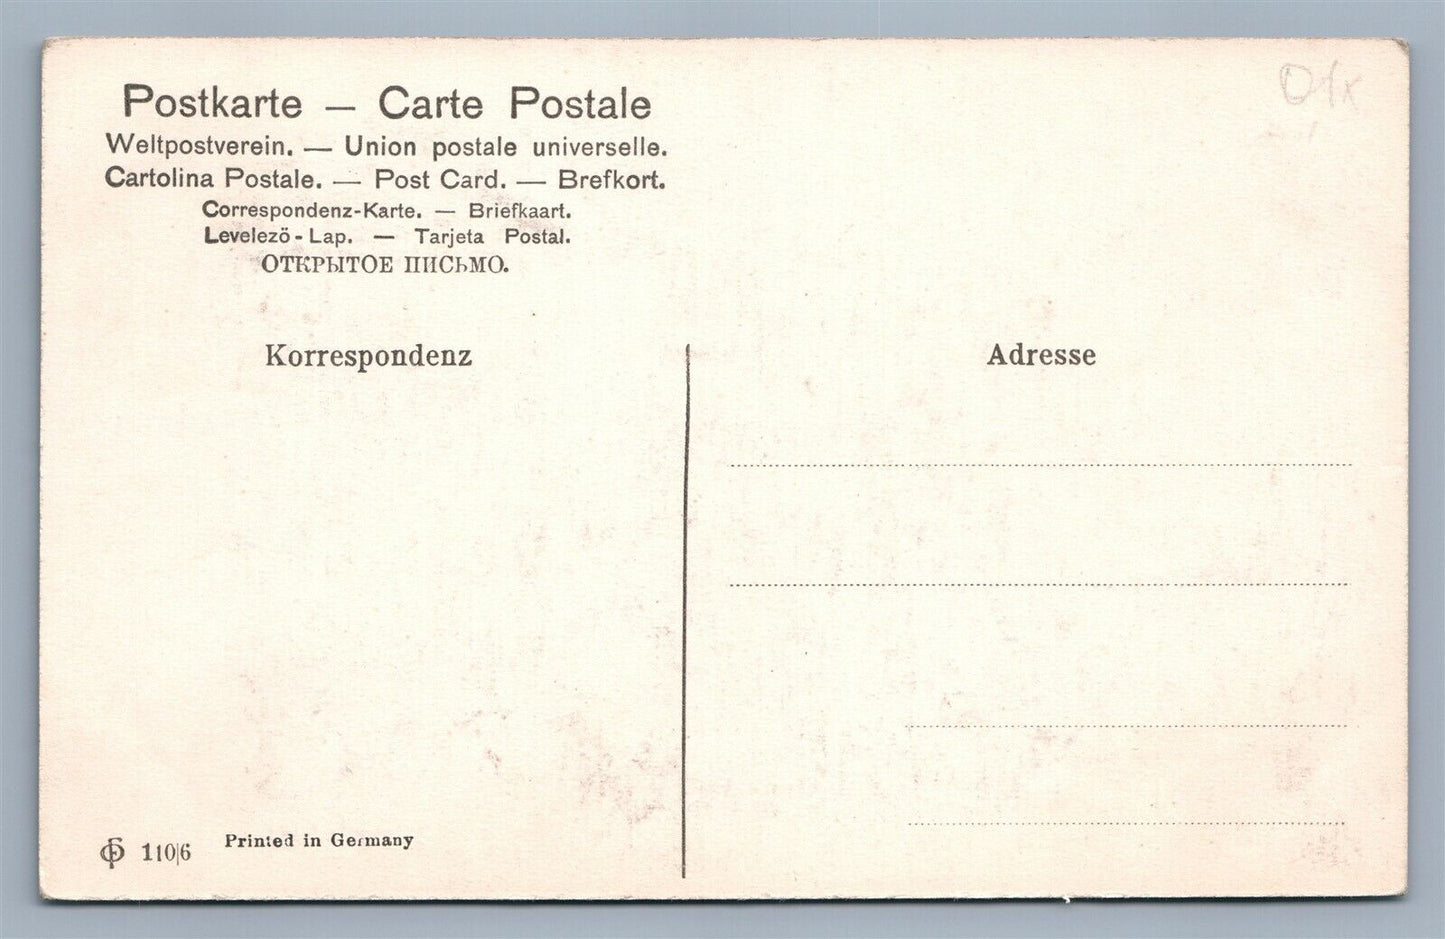 Postkarte — Carte Postale
Weltpostverein. — Union postale universelle.
Cartolina Postale. — Post Card. — Brefkort.
Correspondenz-Karte. — Briefkaart.
Levelezö-Lap. — Tarjeta Postal.
ОТКРЫТОЕ ПИСЬМО.
Korrespondenz
Adresse
110|6 Printed in Germany